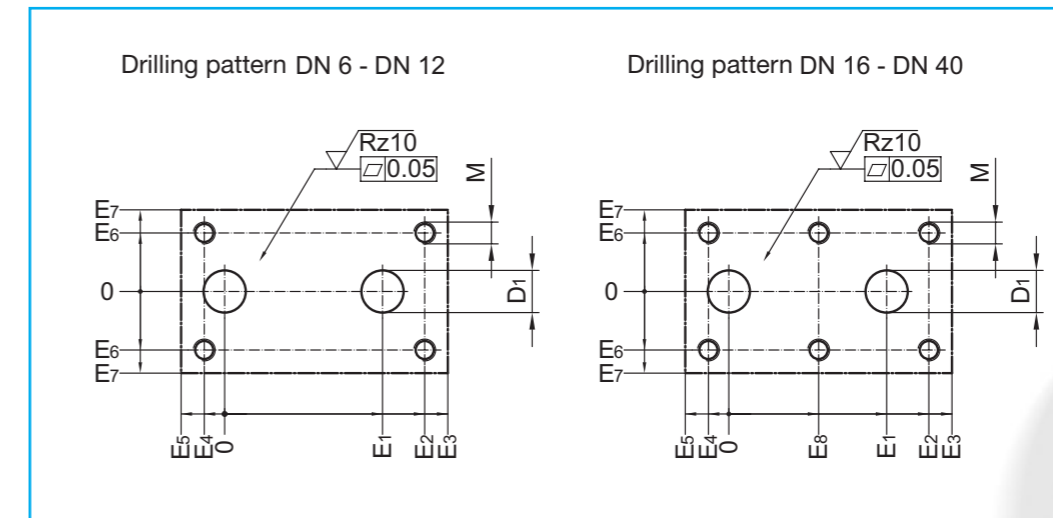 Drilling pattern DN 6 - DN 12
Rz10
0.05
M
E7
E6
0
D1
E6
E7
E5
E4
0
E1
E2
E3
Drilling pattern DN 16 - DN 40
Rz10
0.05
M
E7
E6
0
D1
E6
E7
E5
E4
0
E8
E1
E2
E3